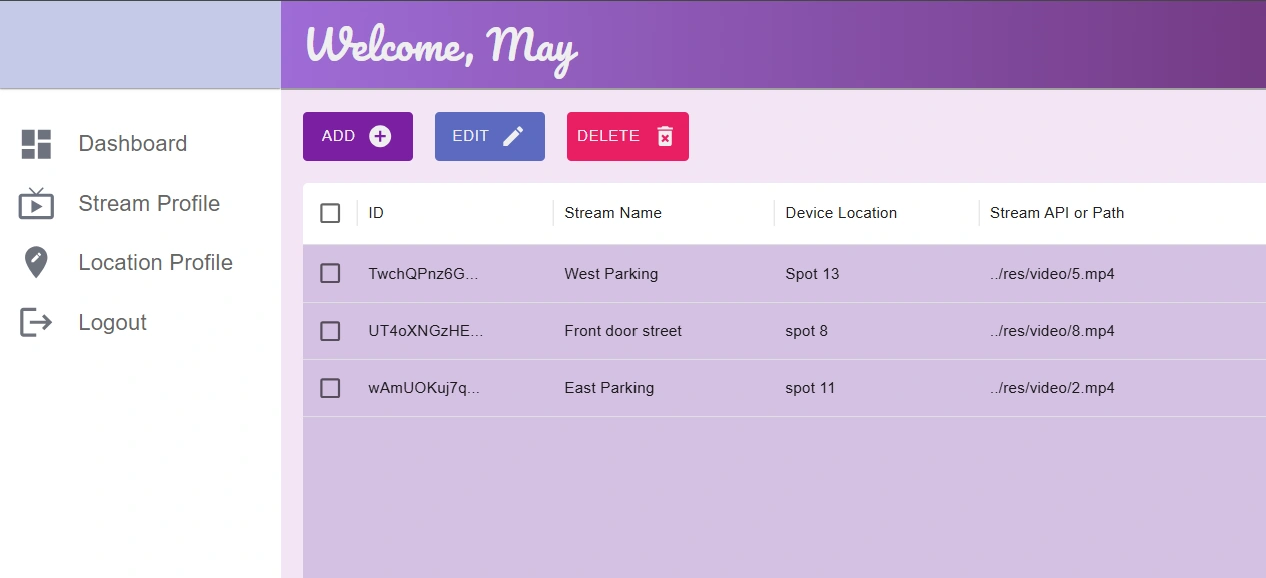 Welcome, May
Dashboard
Stream Profile
Location Profile
Logout
ADD
EDIT
DELETE
ID Stream Name Device Location Stream API or Path
TwchQPnz6G... West Parking Spot 13 ../res/video/5.mp4
UT4oXNGzHE... Front door street spot 8 ../res/video/8.mp4
wAmUOKuj7q... East Parking spot 11 ../res/video/2.mp4